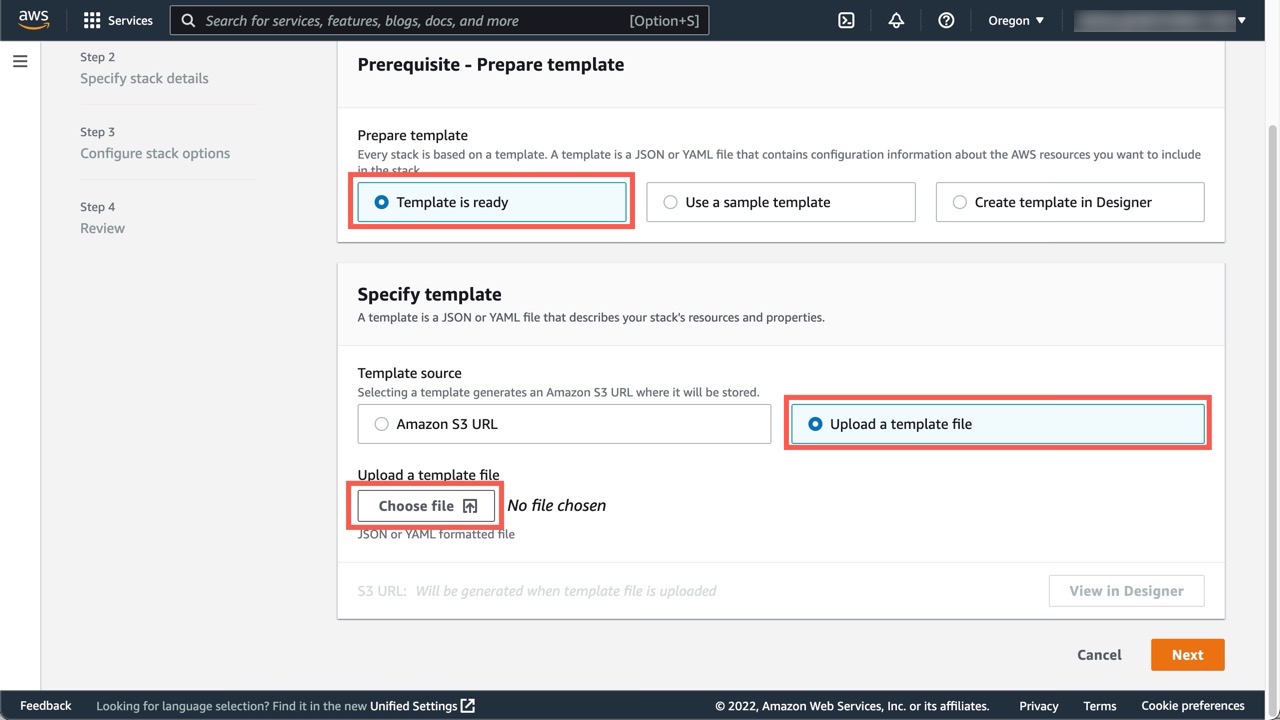 aws
Services
Search for services, features, blogs, docs, and more [Option+S]
Oregon
Step 2
Specify stack details
Step 3
Configure stack options
Step 4
Review
Prerequisite - Prepare template
Prepare template
Every stack is based on a template. A template is a JSON or YAML file that contains configuration information about the AWS resources you want to include
in the stack
Template is ready
Use a sample template
Create template in Designer
Specify template
A template is a JSON or YAML file that describes your stack's resources and properties.
Template source
Selecting a template generates an Amazon S3 URL where it will be stored.
Amazon S3 URL
Upload a template file
Upload a template file
Choose file
No file chosen
JSON or YAML formatted file
S3 URL: Will be generated when template file is uploaded
View in Designer
Cancel
Next
Feedback
Looking for language selection? Find it in the new Unified Settings
© 2022, Amazon Web Services, Inc. or its affiliates.
Privacy
Terms
Cookie preferences